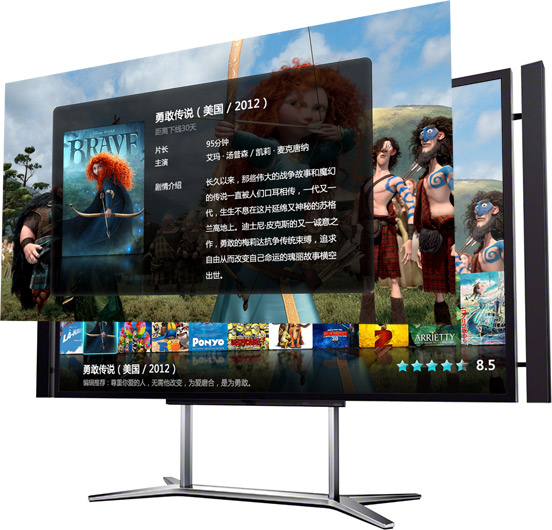 勇敢传说（美国 / 2012）
距离下线30天
BRAVE
片长 95分钟
主演 艾玛·汤普森 / 凯莉·麦克唐纳
剧情介绍 长久以来，那些伟大的战争故事和魔幻
的传说一直被人们口耳相传，一代又一
代，生生不息在这片延绵又神秘的苏格
兰高地上。迪士尼·皮克斯的又一诚意之
作，勇敢的梅莉达抗争传统束缚，追求
自由从而改变自己命运的瑰丽故事横空
出世。
PONYO
ARRIETTY
勇敢传说（美国 / 2012）
8.5
编辑推荐：尊重你爱的人，无需他改变，为爱磨合，是为勇敢。